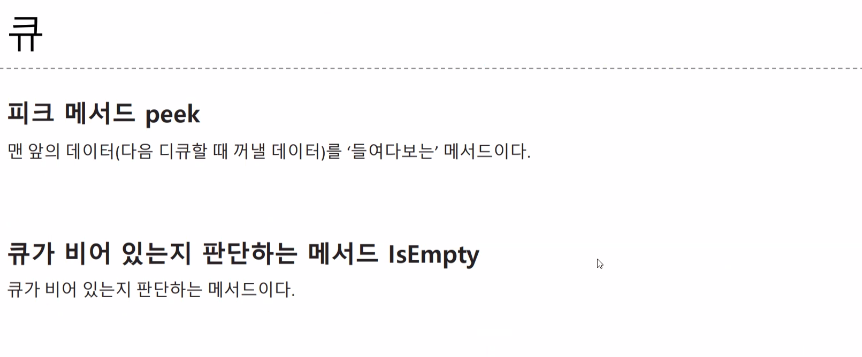 큐
피크 메서드 peek
맨 앞의 데이터(다음 디큐할 때 꺼낼 데이터)를 ‘들여다보는’ 메서드이다.
큐가 비어 있는지 판단하는 메서드 IsEmpty
큐가 비어 있는지 판단하는 메서드이다.